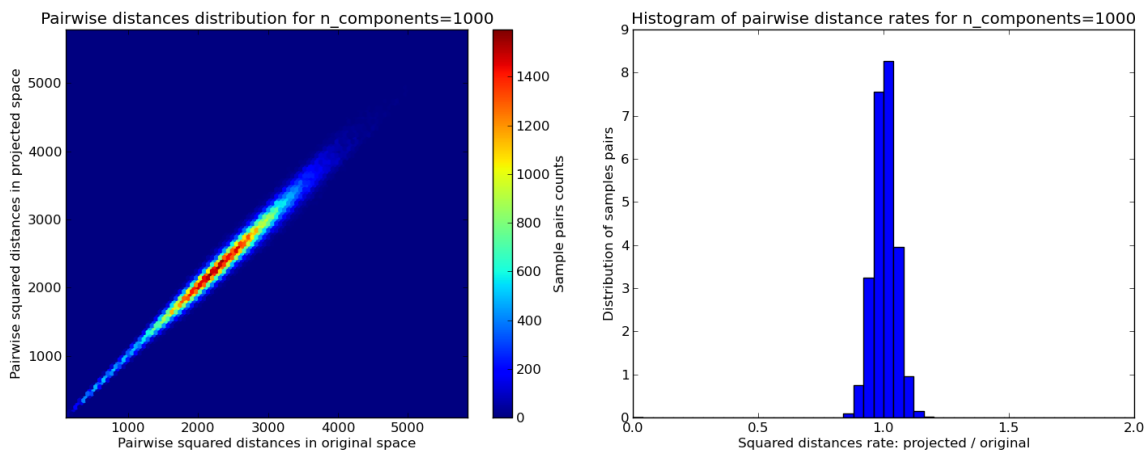 Pairwise distances distribution for n_components=1000
Pairwise squared distances in projected space
5000
4000
3000
2000
1000
1000 2000 3000 4000 5000
Pairwise squared distances in original space
1400
1200
1000
800
600
400
200
0
Sample pairs counts
Histogram of pairwise distance rates for n_components=1000
Distribution of samples pairs
9
8
7
6
5
4
3
2
1
0
0.0 0.5 1.0 1.5 2.0
Squared distances rate: projected / original